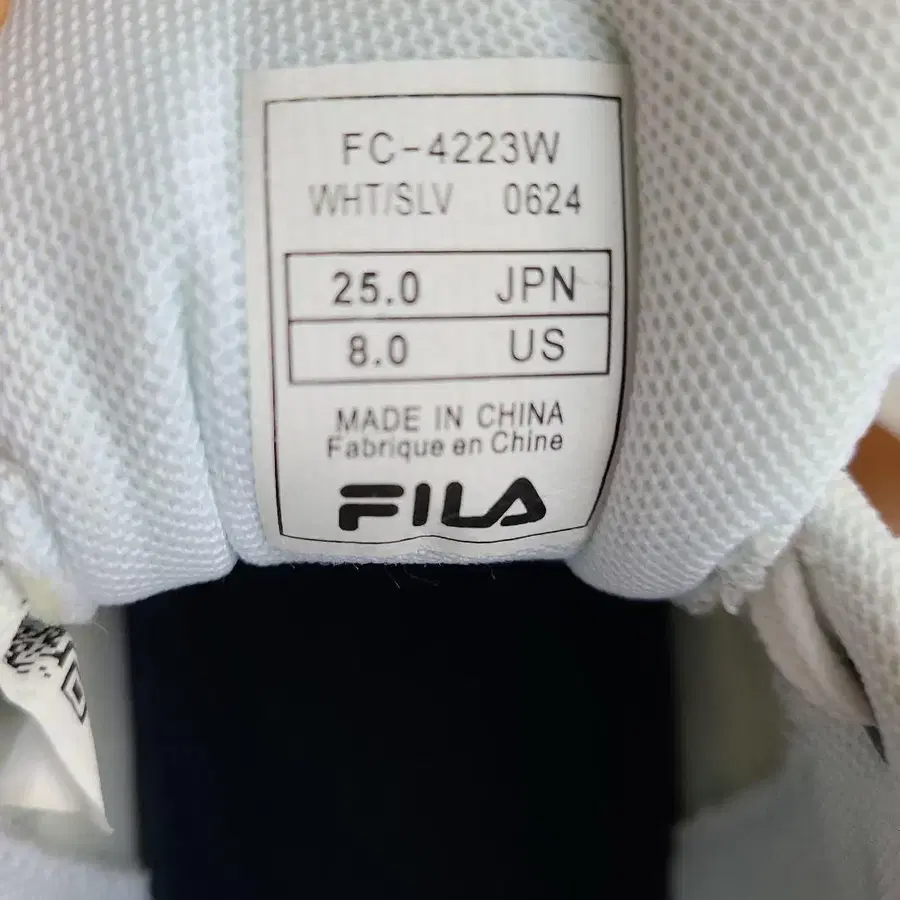 FC-4223W
WHT/SLV 0624
25.0 JPN
8.0 US
MADE IN CHINA
Fabrique en Chine
FILA